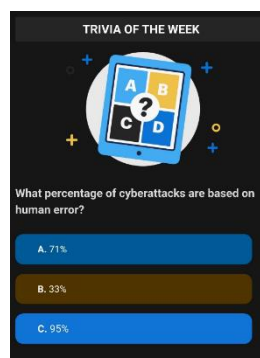 TRIVIA OF THE WEEK
A B
?
C D
What percentage of cyberattacks are based on
human error?
A. 71%
B. 33%
C. 95%